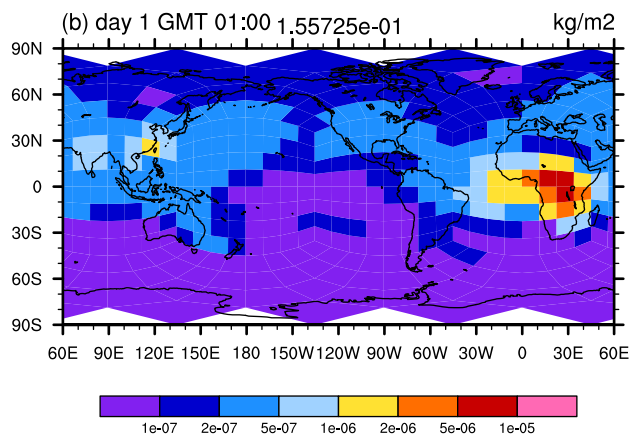 (b) day 1 GMT 01:00 1.55725e-01 kg/m2
90N
60N
30N
0
30S
60S
90S
60E 90E 120E 150E 180 150W 120W 90W 60W 30W 0 30E 60E
1e-07 2e-07 5e-07 1e-06 2e-06 5e-06 1e-05